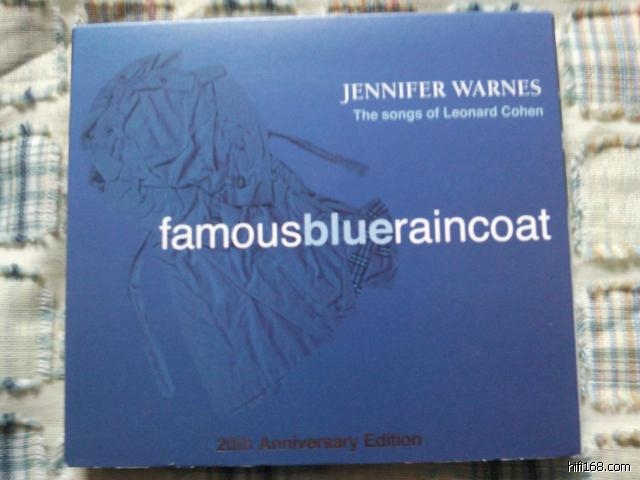 JENNIFER WARNES
The songs of Leonard Cohen
famousblueraincoat
20th Anniversary Edition
hifi168.com